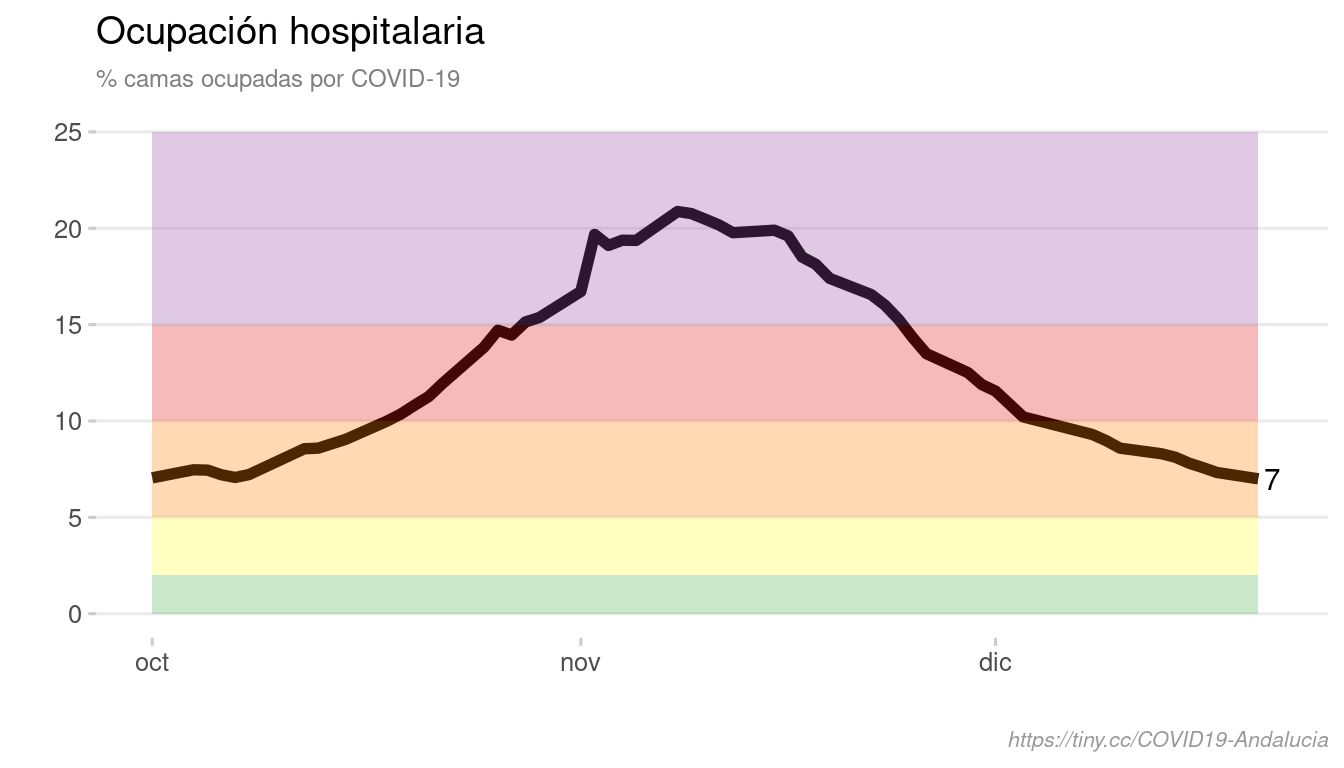 Ocupación hospitalaria
% camas ocupadas por COVID-19
25
20
15
10
5
0
7
oct nov dic
https://tiny.cc/COVID19-Andalucia